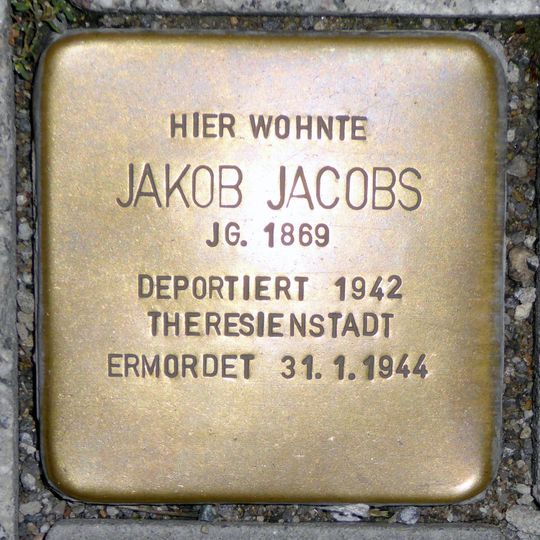 HIER WOHNTE
JAKOB JACOBS
JG. 1869
DEPORTIERT 1942
THERESIENSTADT
ERMORDET 31.1.1944